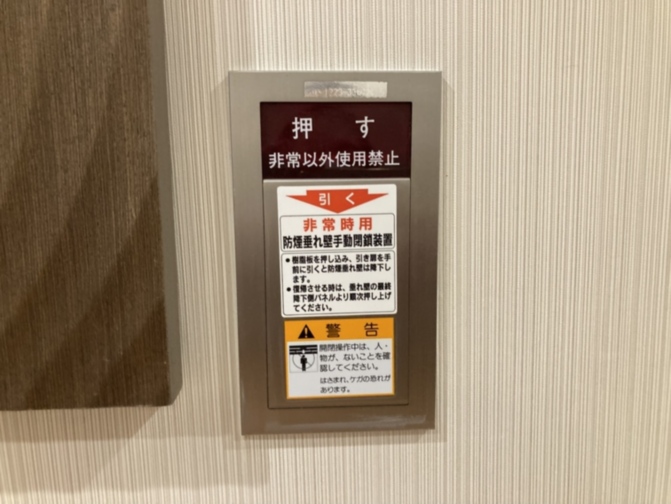 押す
非常以外使用禁止
引く
非常時用
防煙垂れ壁手動閉鎖装置
●樹脂板を押し込み、引き扉を手
前に引くと防煙垂れ壁は降下し
ます。
●復帰させる時は、垂れ壁の最終
降下側パネルより順次押し上げ
てください。
警告
開閉操作中は、人・
物が、ないことを確
認してください。
はさまれ、ケガの恐れが
あります。